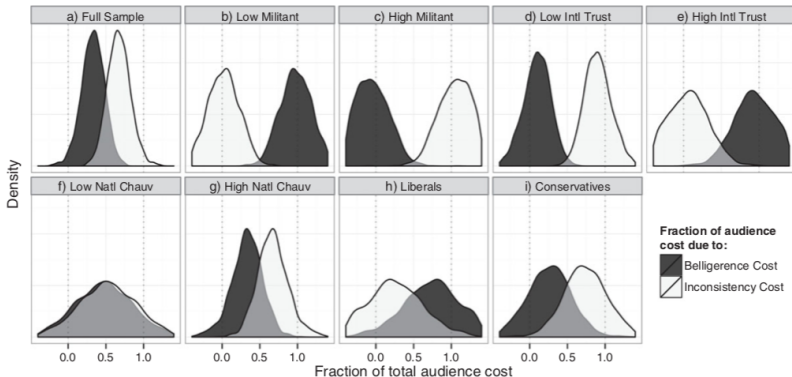 a) Full Sample
b) Low Militant
c) High Militant
d) Low Intl Trust
e) High Intl Trust
f) Low Natl Chauv
g) High Natl Chauv
h) Liberals
i) Conservatives
Density
Fraction of audience
cost due to:
Belligerence Cost
Inconsistency Cost
0.0 0.5 1.0 0.0 0.5 1.0 0.0 0.5 1.0 0.0 0.5 1.0
Fraction of total audience cost